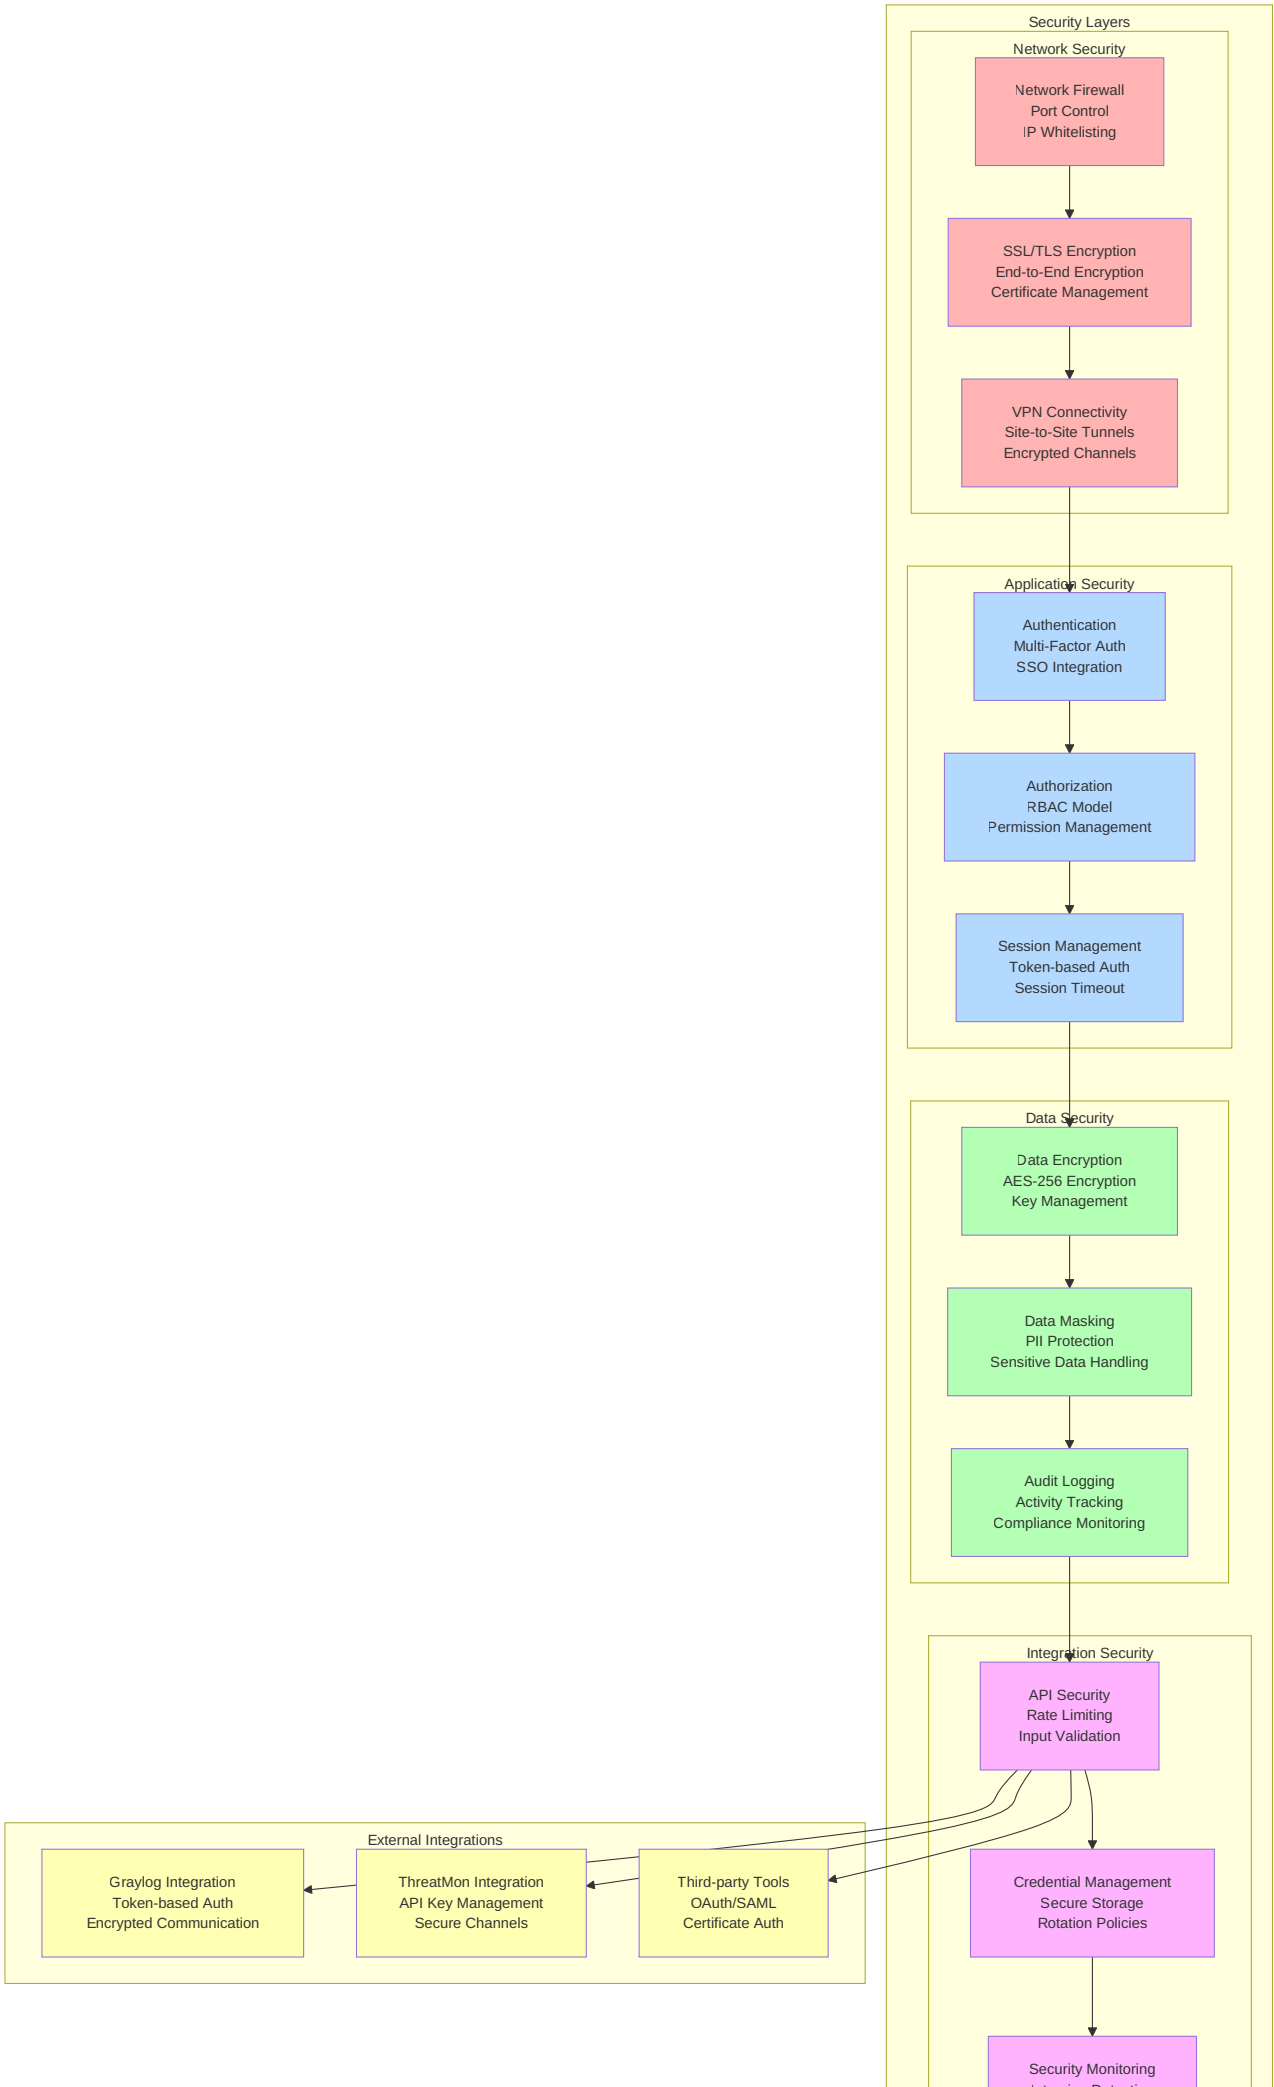 Security Layers
Network Security
Network Firewall
Port Control
IP Whitelisting
SSL/TLS Encryption
End-to-End Encryption
Certificate Management
VPN Connectivity
Site-to-Site Tunnels
Encrypted Channels
Application Security
Authentication
Multi-Factor Auth
SSO Integration
Authorization
RBAC Model
Permission Management
Session Management
Token-based Auth
Session Timeout
Data Security
Data Encryption
AES-256 Encryption
Key Management
Data Masking
PII Protection
Sensitive Data Handling
Audit Logging
Activity Tracking
Compliance Monitoring
Integration Security
API Security
Rate Limiting
Input Validation
External Integrations
Graylog Integration
Token-based Auth
Encrypted Communication
ThreatMon Integration
API Key Management
Secure Channels
Third-party Tools
OAuth/SAML
Certificate Auth
Credential Management
Secure Storage
Rotation Policies
Security Monitoring